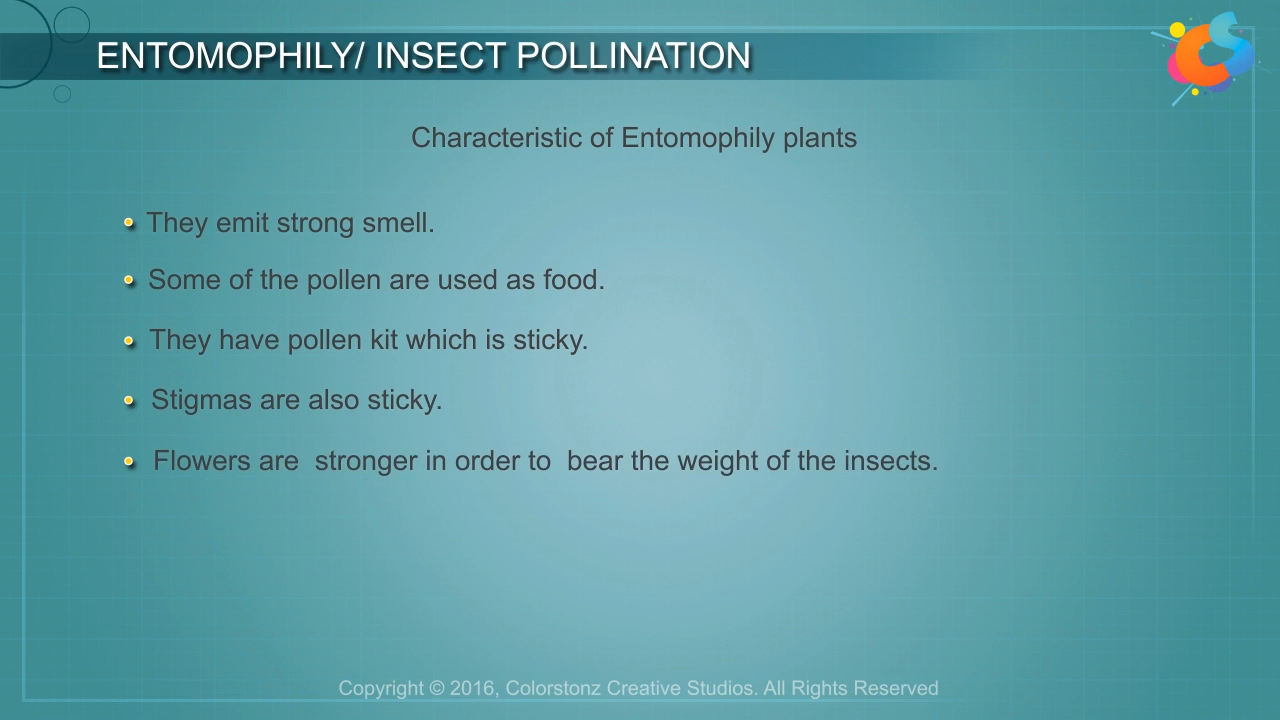 ENTOMOPHILY/ INSECT POLLINATION
Characteristic of Entomophily plants
They emit strong smell.
Some of the pollen are used as food.
They have pollen kit which is sticky.
Stigmas are also sticky.
Flowers are stronger in order to bear the weight of the insects.
Copyright © 2016, Colorstonz Creative Studios. All Rights Reserved